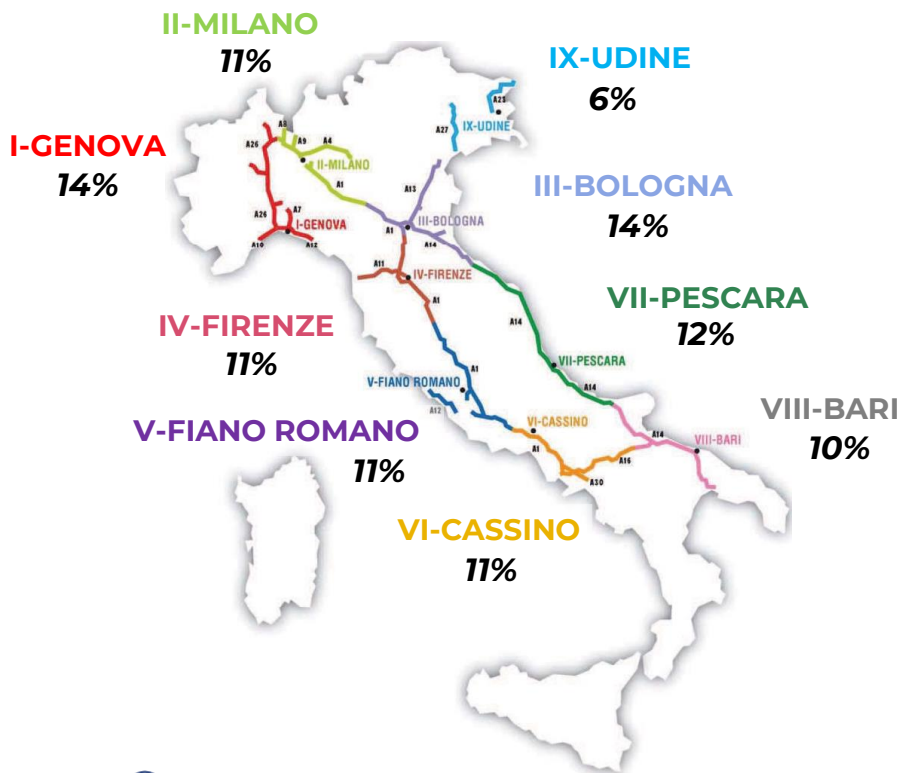 II-MILANO
11%
IX-UDINE
6%
I-GENOVA
14%
III-BOLOGNA
14%
VII-PESCARA
12%
IV-FIRENZE
11%
VIII-BARI
10%
V-FIANO ROMANO
11%
VI-CASSINO
11%
A8
A9
A4
A26
II-MILANO
A1
A23
IX-UDINE
A27
A13
III-BOLOGNA
A1
A14
A7
A26
I-GENOVA
A10
A12
A11
IV-FIRENZE
A1
A14
VII-PESCARA
A14
A1
V-FIANO ROMANO
A12
VI-CASSINO
A1
A16
A30
A14
VIII-BARI